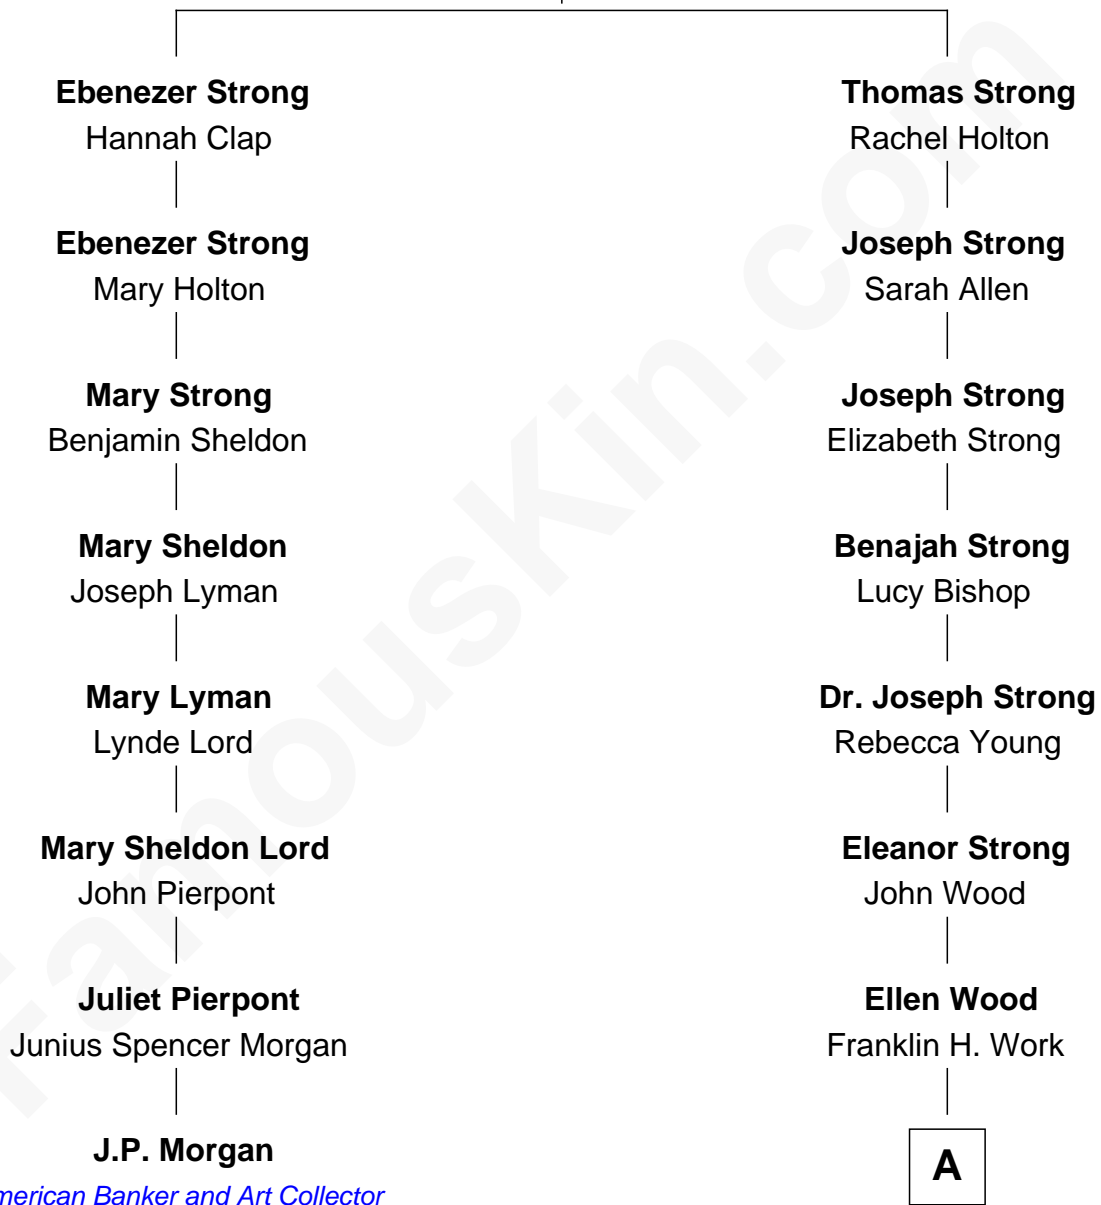 Ebenezer Strong
Hannah Clap
Thomas Strong
Rachel Holton
Ebenezer Strong
Mary Holton
Joseph Strong
Sarah Allen
Mary Strong
Benjamin Sheldon
Joseph Strong
Elizabeth Strong
Mary Sheldon
Joseph Lyman
Benajah Strong
Lucy Bishop
Mary Lyman
Lynde Lord
Dr. Joseph Strong
Rebecca Young
Mary Sheldon Lord
John Pierpont
Eleanor Strong
John Wood
Juliet Pierpont
Junius Spencer Morgan
Ellen Wood
Franklin H. Work
J.P. Morgan
merican Banker and Art Collector
A
FamousKin.com